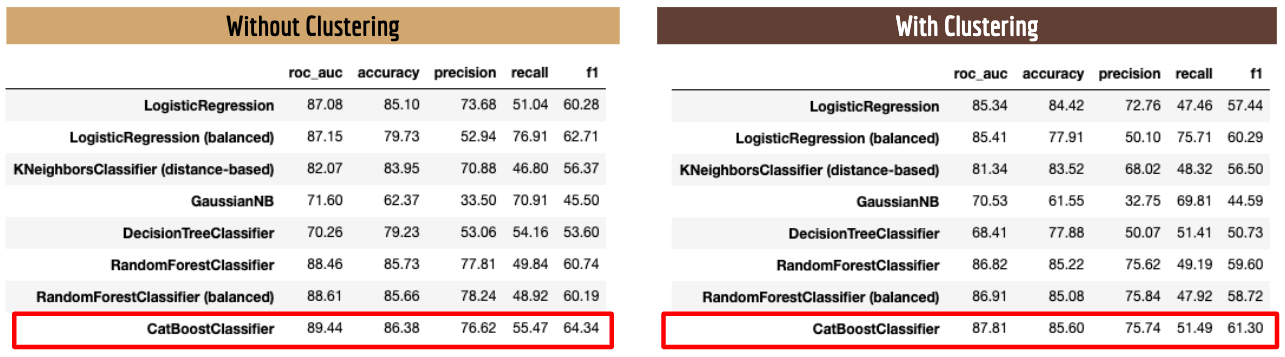 Without Clustering
roc_auc accuracy precision recall f1
LogisticRegression 87.08 85.10 73.68 51.04 60.28
LogisticRegression (balanced) 87.15 79.73 52.94 76.91 62.71
KNeighborsClassifier (distance-based) 82.07 83.95 70.88 46.80 56.37
GaussianNB 71.60 62.37 33.50 70.91 45.50
DecisionTreeClassifier 70.26 79.23 53.06 54.16 53.60
RandomForestClassifier 88.46 85.73 77.81 49.84 60.74
RandomForestClassifier (balanced) 88.61 85.66 78.24 48.92 60.19
CatBoostClassifier 89.44 86.38 76.62 55.47 64.34
With Clustering
roc_auc accuracy precision recall f1
LogisticRegression 85.34 84.42 72.76 47.46 57.44
LogisticRegression (balanced) 85.41 77.91 50.10 75.71 60.29
KNeighborsClassifier (distance-based) 81.34 83.52 68.02 48.32 56.50
GaussianNB 70.53 61.55 32.75 69.81 44.59
DecisionTreeClassifier 68.41 77.88 50.07 51.41 50.73
RandomForestClassifier 86.82 85.22 75.62 49.19 59.60
RandomForestClassifier (balanced) 86.91 85.08 75.84 47.92 58.72
CatBoostClassifier 87.81 85.60 75.74 51.49 61.30